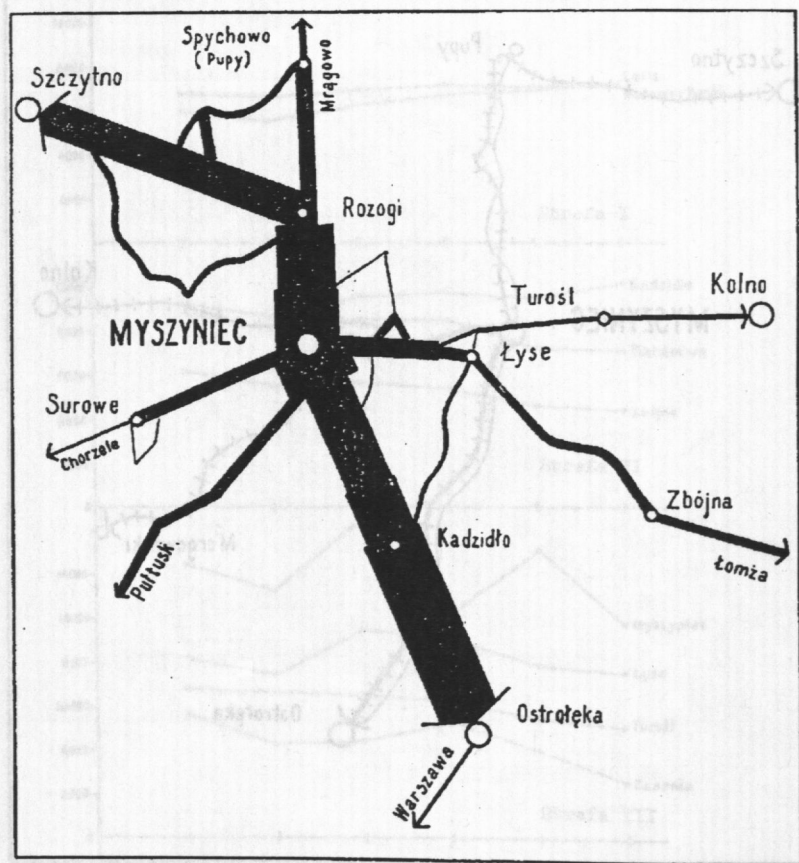 Spychowo
(Pupy)
Szczytno
Mrągowo
Rozogi
Turośl
Kolno
MYSZYNIEC
Łyse
Surowe
Chorzele
Zbójna
Kadzidło
Łomża
Pułtusk
Ostrołęka
Warszawa